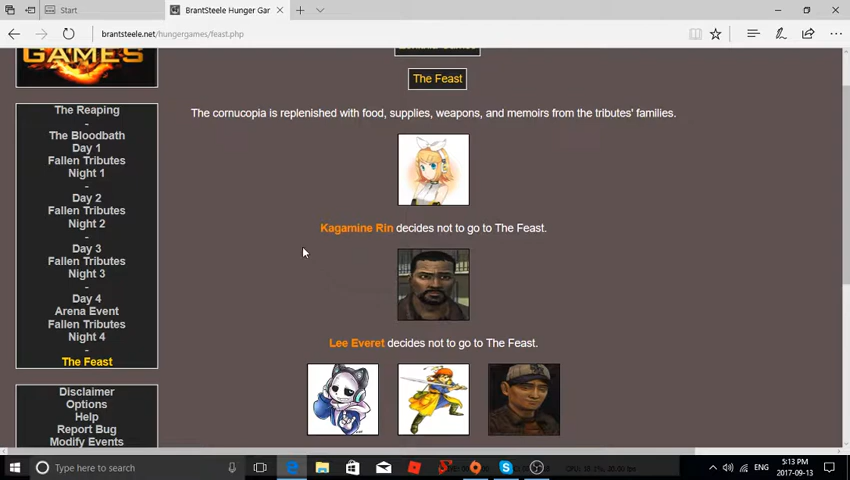 Start
BrantSteele Hunger Gar
brantsteele.net/hungergames/feast.php
GAMES
The Feast
The Reaping
-
The Bloodbath
Day 1
Fallen Tributes
Night 1
-
Day 2
Fallen Tributes
Night 2
-
Day 3
Fallen Tributes
Night 3
-
Day 4
Arena Event
Fallen Tributes
Night 4
-
The Feast
Disclaimer
Options
Help
Report Bug
Modify Events
The cornucopia is replenished with food, supplies, weapons, and memoirs from the tributes' families.
Kagamine Rin decides not to go to The Feast.
Lee Everet decides not to go to The Feast.
Type here to search
ENG
5:13 PM
2017-09-13